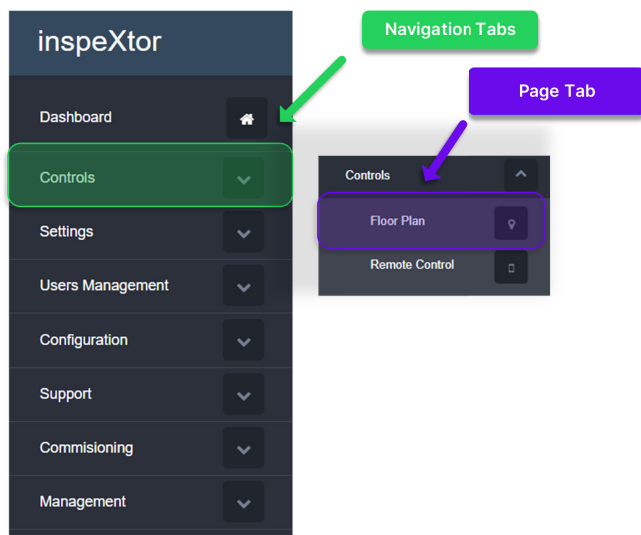 inspeXtor
Navigation Tabs
Page Tab
Dashboard
Controls
Settings
Users Management
Configuration
Support
Commisioning
Management
Controls
Floor Plan
Remote Control